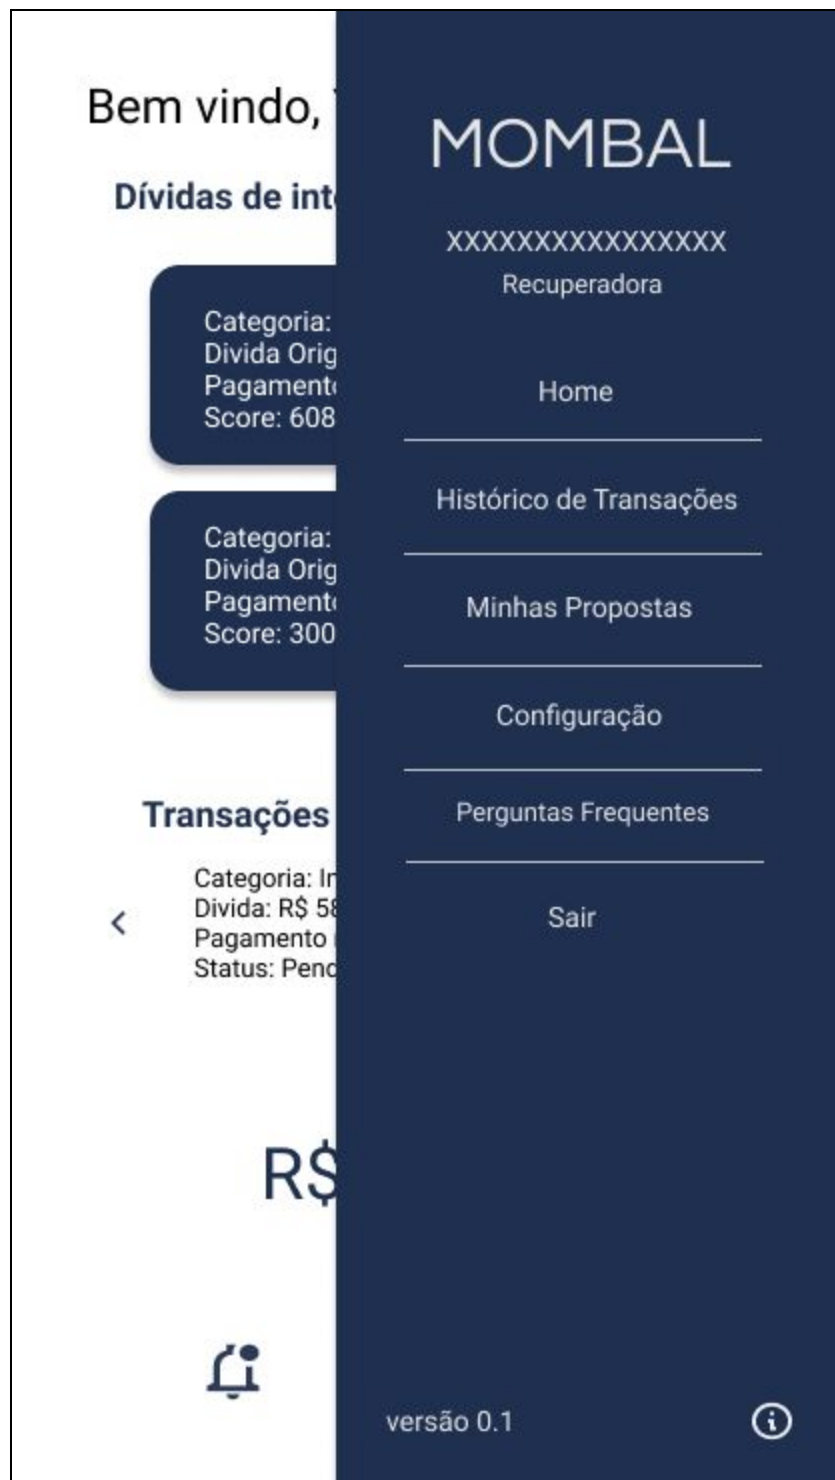 Bem vindo,
Dívidas de int
Categoria:
Divida Orig
Pagament
Score: 608
Categoria:
Divida Orig
Pagament
Score: 300
Transações
Categoria: In
Divida: R$ 58
Pagamento
Status: Pend
R$
MOMBAL
XXXXXXXXXXXXXXXX
Recuperadora
Home
Histórico de Transações
Minhas Propostas
Configuração
Perguntas Frequentes
Sair
versão 0.1